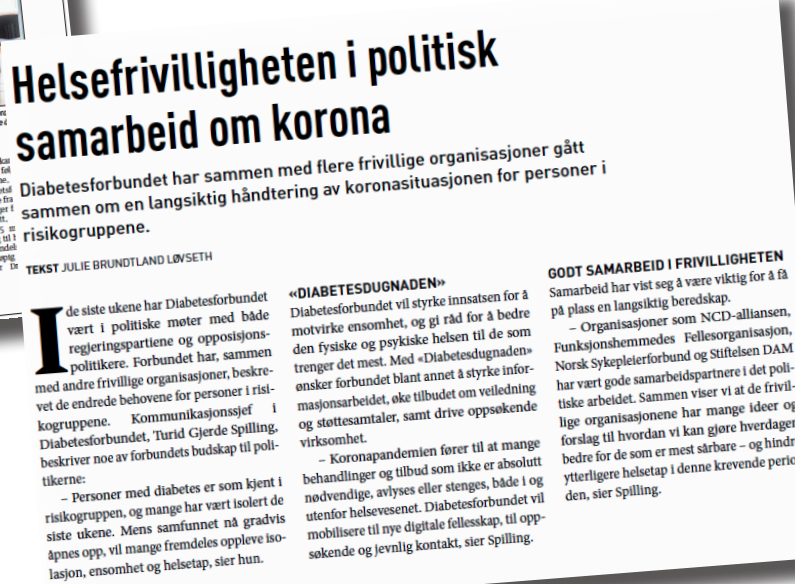 Helsefrivilligheten i politisk
samarbeid om korona
Diabetesforbundet har sammen med flere frivillige organisasjoner gått
sammen om en langsiktig håndtering av koronasituasjonen for personer i
risikogruppene.
TEKST JULIE BRUNDTLAND LØVSETH
I de siste ukene har Diabetesforbundet
vært i politiske møter med både
regjeringspartiene og opposisjons-
politikere. Forbundet har, sammen
med andre frivillige organisasjoner, beskre-
vet de endrede behovene for personer i risi-
kogruppene. Kommunikasjonssjef i
Diabetesforbundet, Turid Gjerde Spilling,
beskriver noe av forbundets budskap til poli-
tikerne:
– Personer med diabetes er som kjent i
risikogruppen, og mange har vært isolert de
siste ukene. Mens samfunnet nå gradvis
åpnes opp, vil mange fremdeles oppleve iso-
lasjon, ensomhet og helsetap, sier hun.
«DIABETESDUGNADEN»
Diabetesforbundet vil styrke innsatsen for å
motvirke ensomhet, og gi råd for å bedre
den fysiske og psykiske helsen til de som
trenger det mest. Med «Diabetesdugnaden»
ønsker forbundet blant annet å styrke infor-
masjonsarbeidet, øke tilbudet om veiledning
og støttesamtaler, samt drive oppsøkende
virksomhet.
– Koronapandemien fører til at mange
behandlinger og tilbud som ikke er absolutt
nødvendige, avlyses eller stenges, både i og
utenfor helsevesenet. Diabetesforbundet vil
mobilisere til nye digitale fellesskap, til opp-
søkende og jevnlig kontakt, sier Spilling.
GODT SAMARBEID I FRIVILLIGHETEN
Samarbeid har vist seg å være viktig for å få
på plass en langsiktig beredskap.
– Organisasjoner som NCD-alliansen,
Funksjonshemmedes Fellesorganisasjon,
Norsk Sykepleierforbund og Stiftelsen DAM
har vært gode samarbeidspartnere i det poli-
tiske arbeidet. Sammen viser vi at de frivil-
lige organisasjonene har mange ideer og
forslag til hvordan vi kan gjøre hverdagen
bedre for de som er mest sårbare – og hindre
ytterligere helsetap i denne krevende perio-
den, sier Spilling.